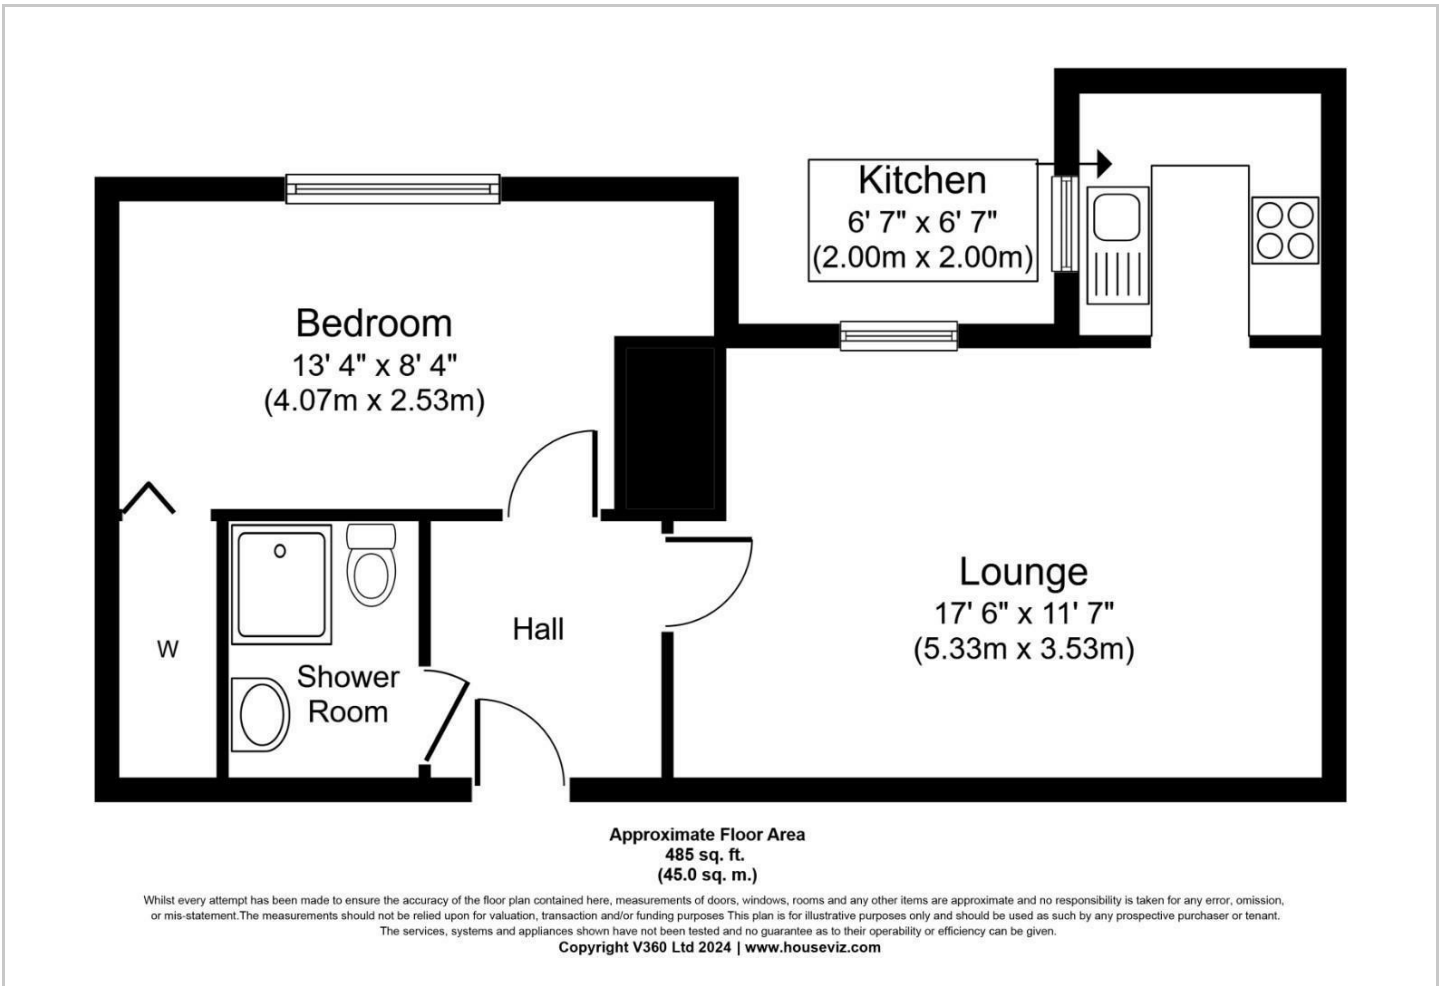 Kitchen
6' 7" x 6' 7"
(2.00m x 2.00m)
Bedroom
13' 4" x 8' 4"
(4.07m x 2.53m)
Lounge
17' 6" x 11' 7"
(5.33m x 3.53m)
Hall
W
Shower
Room
Approximate Floor Area
485 sq. ft.
(45.0 sq. m.)
Whilst every attempt has been made to ensure the accuracy of the floor plan contained here, measurements of doors, windows, rooms and any other items are approximate and no responsibility is taken for any error, omission,
or mis-statement.The measurements should not be relied upon for valuation, transaction and/or funding purposes This plan is for illustrative purposes only and should be used as such by any prospective purchaser or tenant.
The services, systems and appliances shown have not been tested and no guarantee as to their operability or efficiency can be given.
Copyright V360 Ltd 2024 | www.houseviz.com